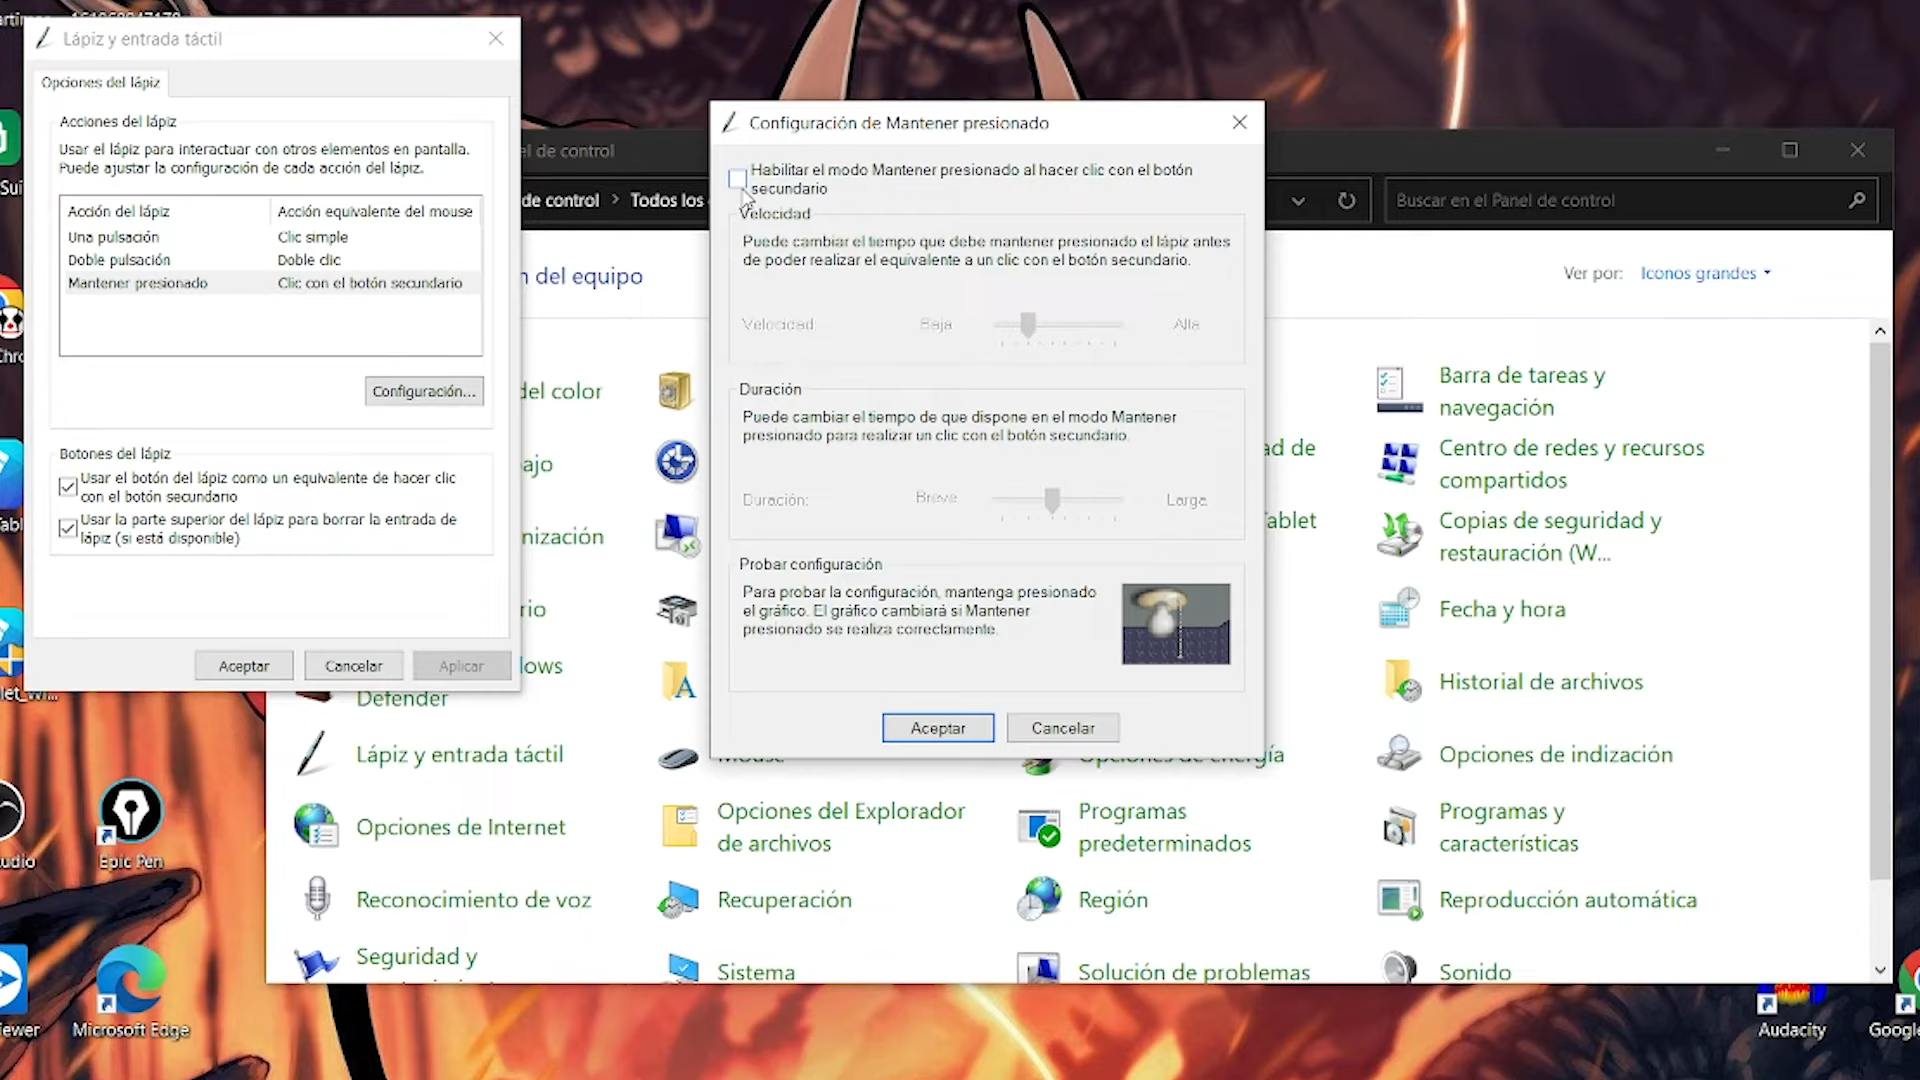 Lápiz y entrada táctil
Opciones del lápiz
Acciones del lápiz
Usar el lápiz para interactuar con otros elementos en pantalla.
Puede ajustar la configuración de cada acción del lápiz.
Acción del lápiz Acción equivalente del mouse
Una pulsación Clic simple
Doble pulsación Doble clic
Mantener presionado Clic con el botón secundario
Configuración...
Botones del lápiz
Usar el botón del lápiz como un equivalente de hacer clic
con el botón secundario
Usar la parte superior del lápiz para borrar la entrada de
lápiz (si está disponible)
Aceptar Cancelar Aplicar
Configuración de Mantener presionado
Habilitar el modo Mantener presionado al hacer clic con el botón
secundario
Velocidad
Puede cambiar el tiempo que debe mantener presionado el lápiz antes
de poder realizar el equivalente a un clic con el botón secundario.
Velocidad: Baja Alta
Duración
Puede cambiar el tiempo de que dispone en el modo Mantener
presionado para realizar un clic con el botón secundario.
Duración: Breve Larga
Probar configuración
Para probar la configuración, mantenga presionado
el gráfico. El gráfico cambiará si Mantener
presionado se realiza correctamente.
Aceptar Cancelar
el de control
de control > Todos los
Buscar en el Panel de control
n del equipo
Ver por: Iconos grandes
del color
Barra de tareas y
navegación
ajo
ad de
Centro de redes y recursos
compartidos
nización
Tablet
Copias de seguridad y
restauración (W...
rio
Fecha y hora
dows
Defender
Historial de archivos
Lápiz y entrada táctil
Mouse
Opciones de energía
Opciones de indización
Opciones de Internet
Opciones del Explorador
de archivos
Programas
predeterminados
Programas y
características
Reconocimiento de voz
Recuperación
Región
Reproducción automática
Seguridad y
Sistema
Solución de problemas
Sonido
Epic Pen
Microsoft Edge
Audacity
Google